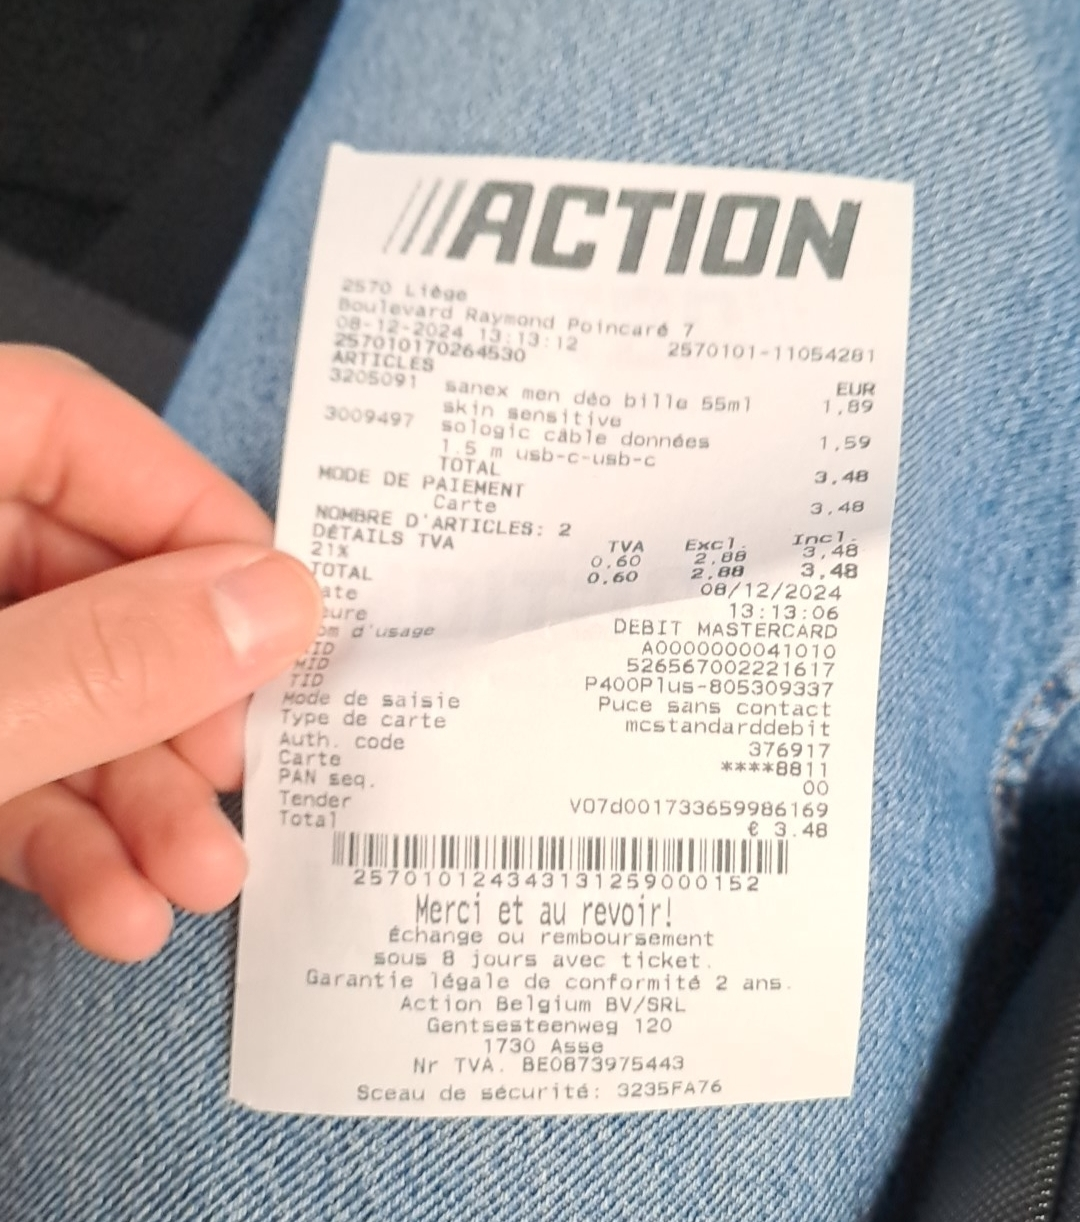 ///ACTION
2570 Liège
Boulevard Raymond Poincaré 7
08-12-2024 13:13:12 2570101-11054281
257010170264530
ARTICLES EUR
3205091 sanex men déo bille 55ml 1,89
skin sensitive
3009497 sologic câble données 1,59
1.5 m usb-c-usb-c
TOTAL 3,48
MODE DE PAIEMENT
Carte 3,48
NOMBRE D'ARTICLES: 2
DÉTAILS TVA TVA Excl. Incl.
21% 0,60 2,88 3,48
TOTAL 0,60 2,88 3,48
ate 08/12/2024
eure 13:13:06
om d'usage DEBIT MASTERCARD
ID A0000000041010
MID 526567002221617
TID P400Plus-805309337
Mode de saisie Puce sans contact
Type de carte mcstandarddebit
Auth. code 376917
Carte ****8811
PAN seq. 00
Tender V07d001733659986169
Total € 3.48
257010124343131259000152
Merci et au revoir!
Échange ou remboursement
sous 8 jours avec ticket.
Garantie légale de conformité 2 ans.
Action Belgium BV/SRL
Gentsesteenweg 120
1730 Asse
Nr TVA. BE0873975443
Sceau de sécurité: 3235FA76